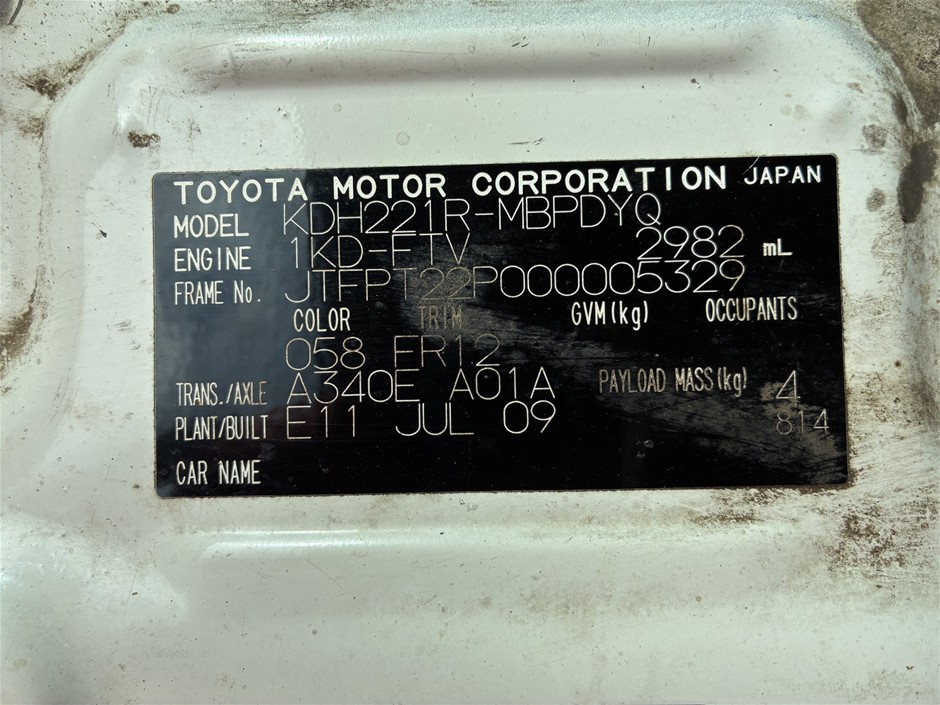 TOYOTA MOTOR CORPORATION JAPAN
MODEL KDH221R-MBPDYQ
ENGINE 1KD-FTV 2982 mL
FRAME No. JTFPT22P000005329
COLOR TRIM GVM(kg) OCCUPANTS
058 ER12
TRANS./AXLE A340E A01A PAYLOAD MASS(kg) 4
PLANT/BUILT E11 JUL 09 814
CAR NAME